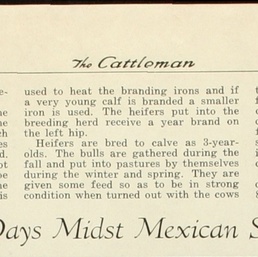 The Cattleman
used to heat the branding irons and if
a very young calf is branded a smaller
iron is used. The heifers put into the
breeding herd receive a year brand on
the left hip.
Heifers are bred to calve as 3-year-
olds. The bulls are gathered during the
fall and put into pastures by themselves
during the winter and spring. They are
given some feed so as to be in strong
condition when turned out with the cows
Days Midst Mexican S